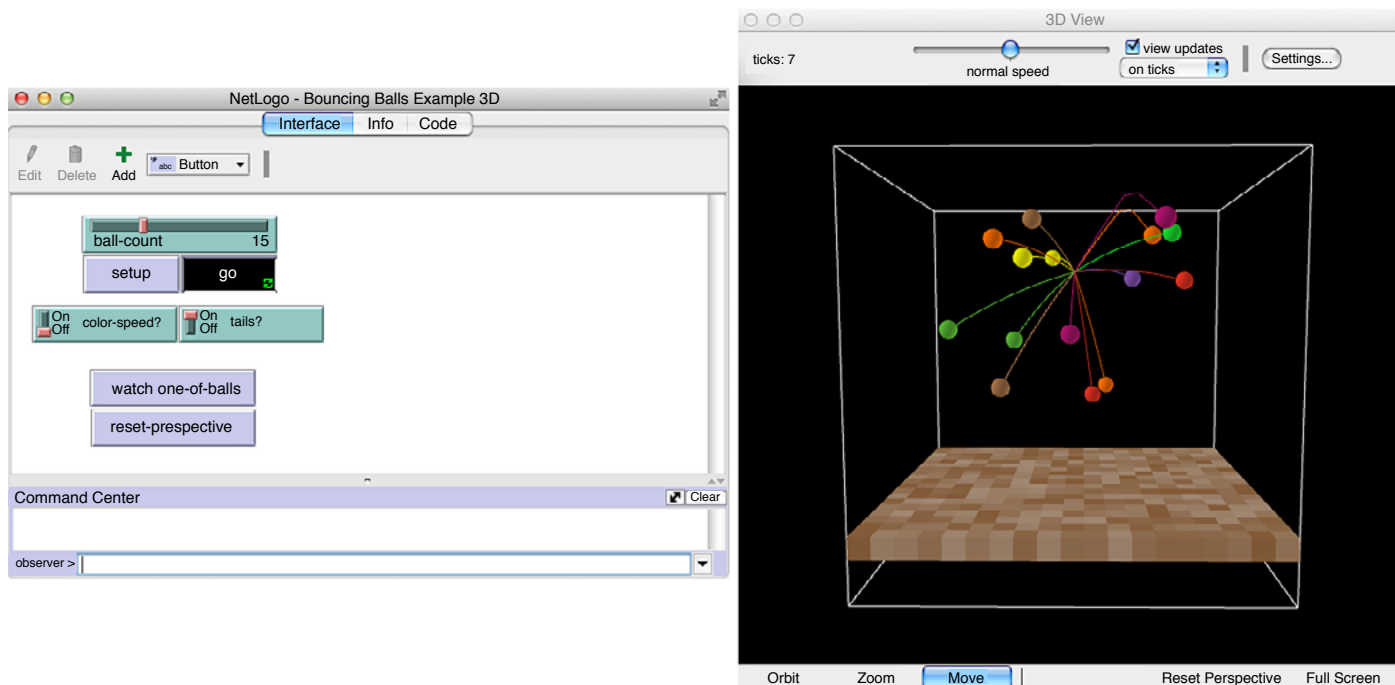 NetLogo - Bouncing Balls Example 3D
Interface Info Code
Edit Delete Add abc Button
ball-count 15
setup go
On Off color-speed? On Off tails?
watch one-of-balls
reset-prespective
Command Center Clear
observer >
3D View
ticks: 7 normal speed view updates on ticks Settings...
Orbit Zoom Move Reset Perspective Full Screen